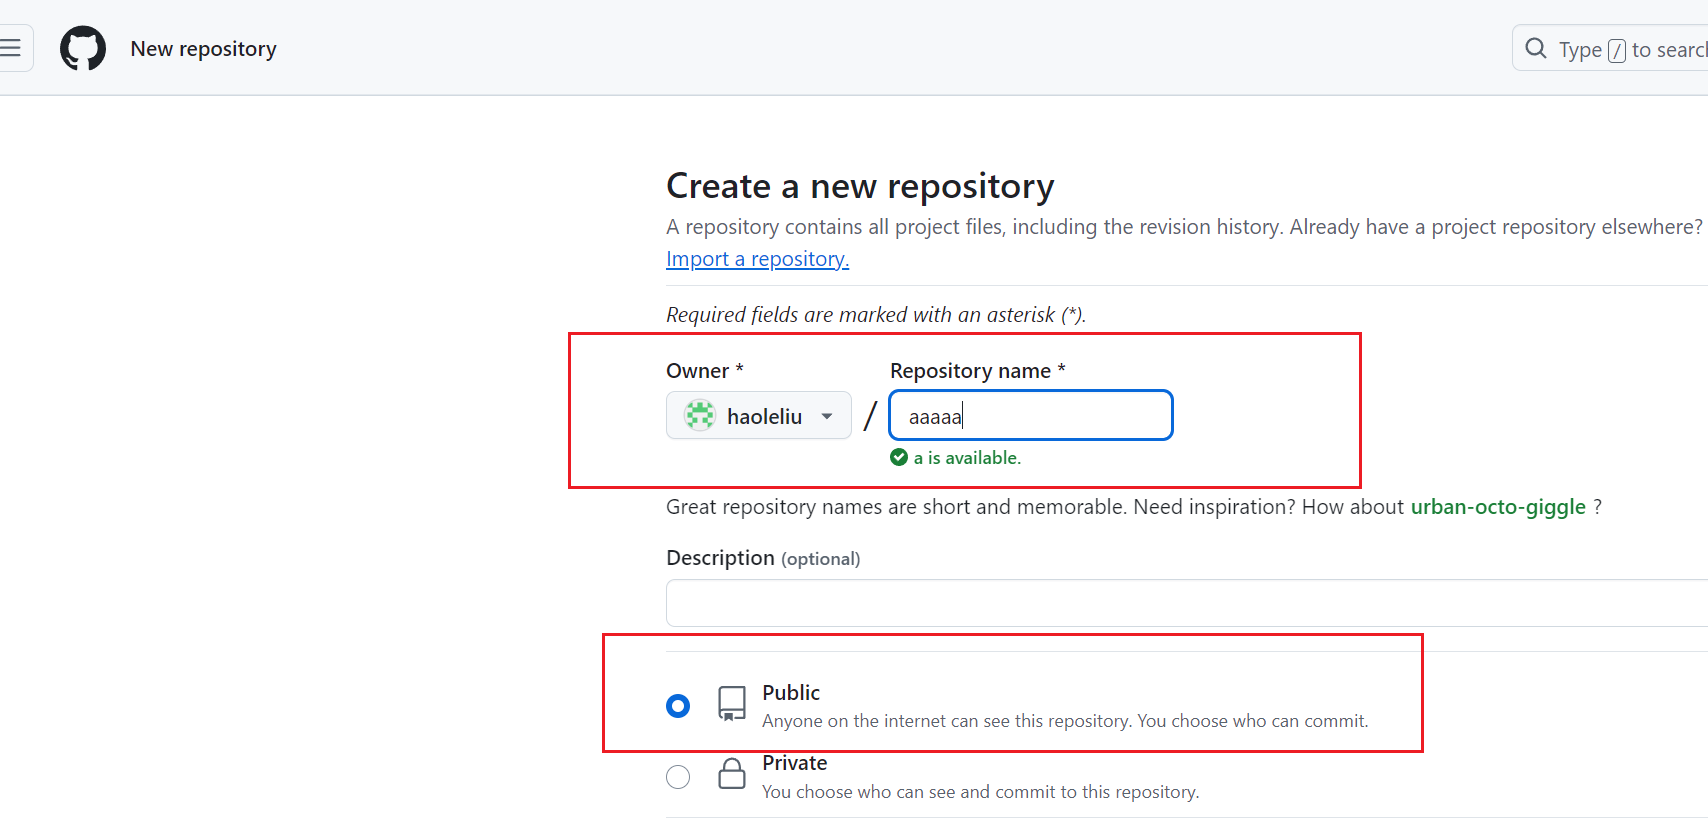 New repository
Type / to search
Create a new repository
A repository contains all project files, including the revision history. Already have a project repository elsewhere?
Import a repository.
Required fields are marked with an asterisk (*).
Owner * Repository name *
haoleliu / aaaaa
a is available.
Great repository names are short and memorable. Need inspiration? How about urban-octo-giggle ?
Description (optional)
Public
Anyone on the internet can see this repository. You choose who can commit.
Private
You choose who can see and commit to this repository.